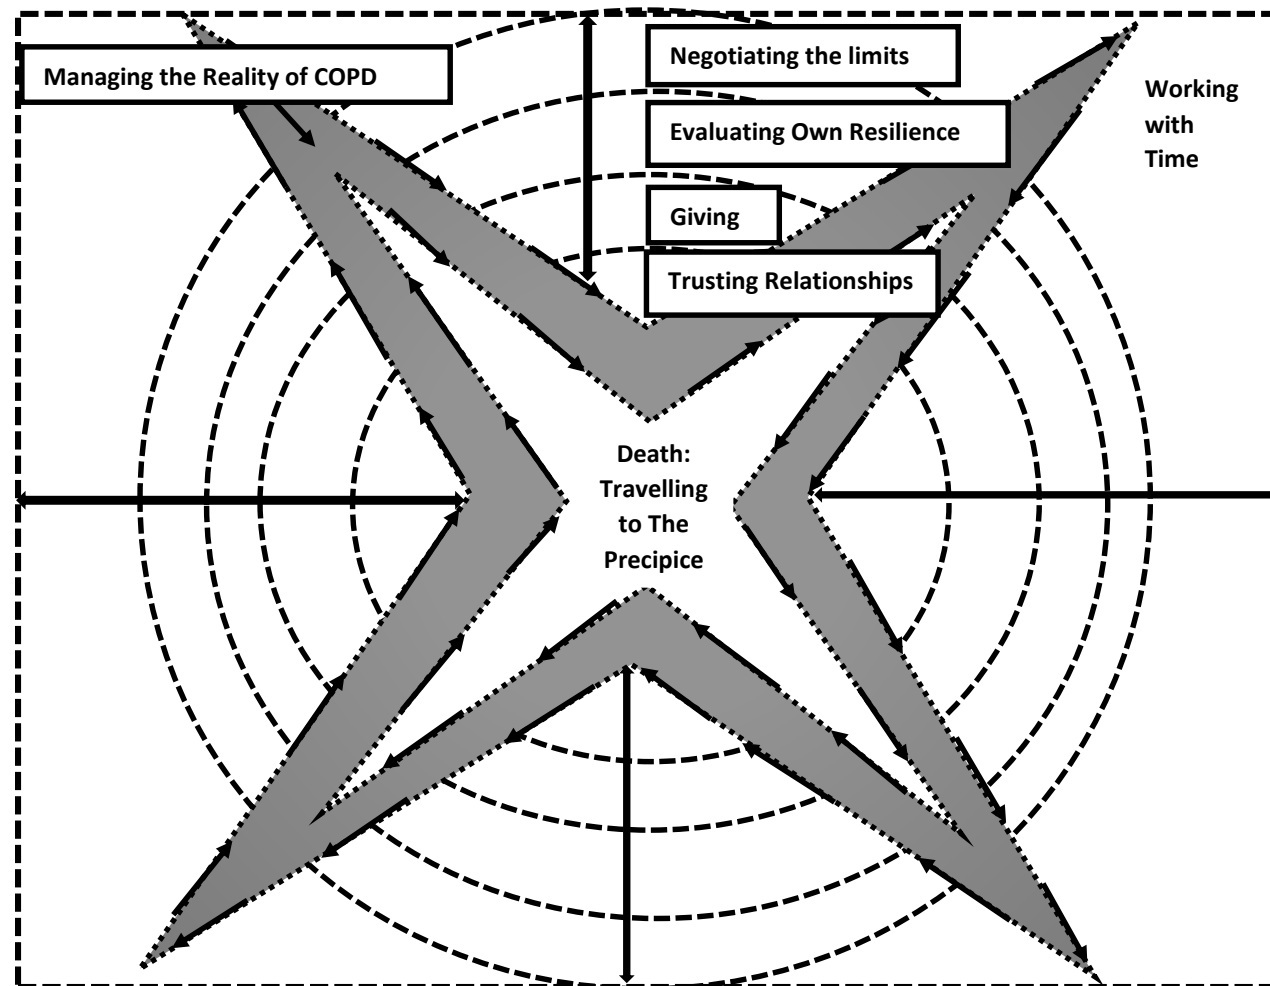 Managing the Reality of COPD
Negotiating the limits
Evaluating Own Resilience
Giving
Trusting Relationships
Working
with
Time
Death:
Travelling
to The
Precipice